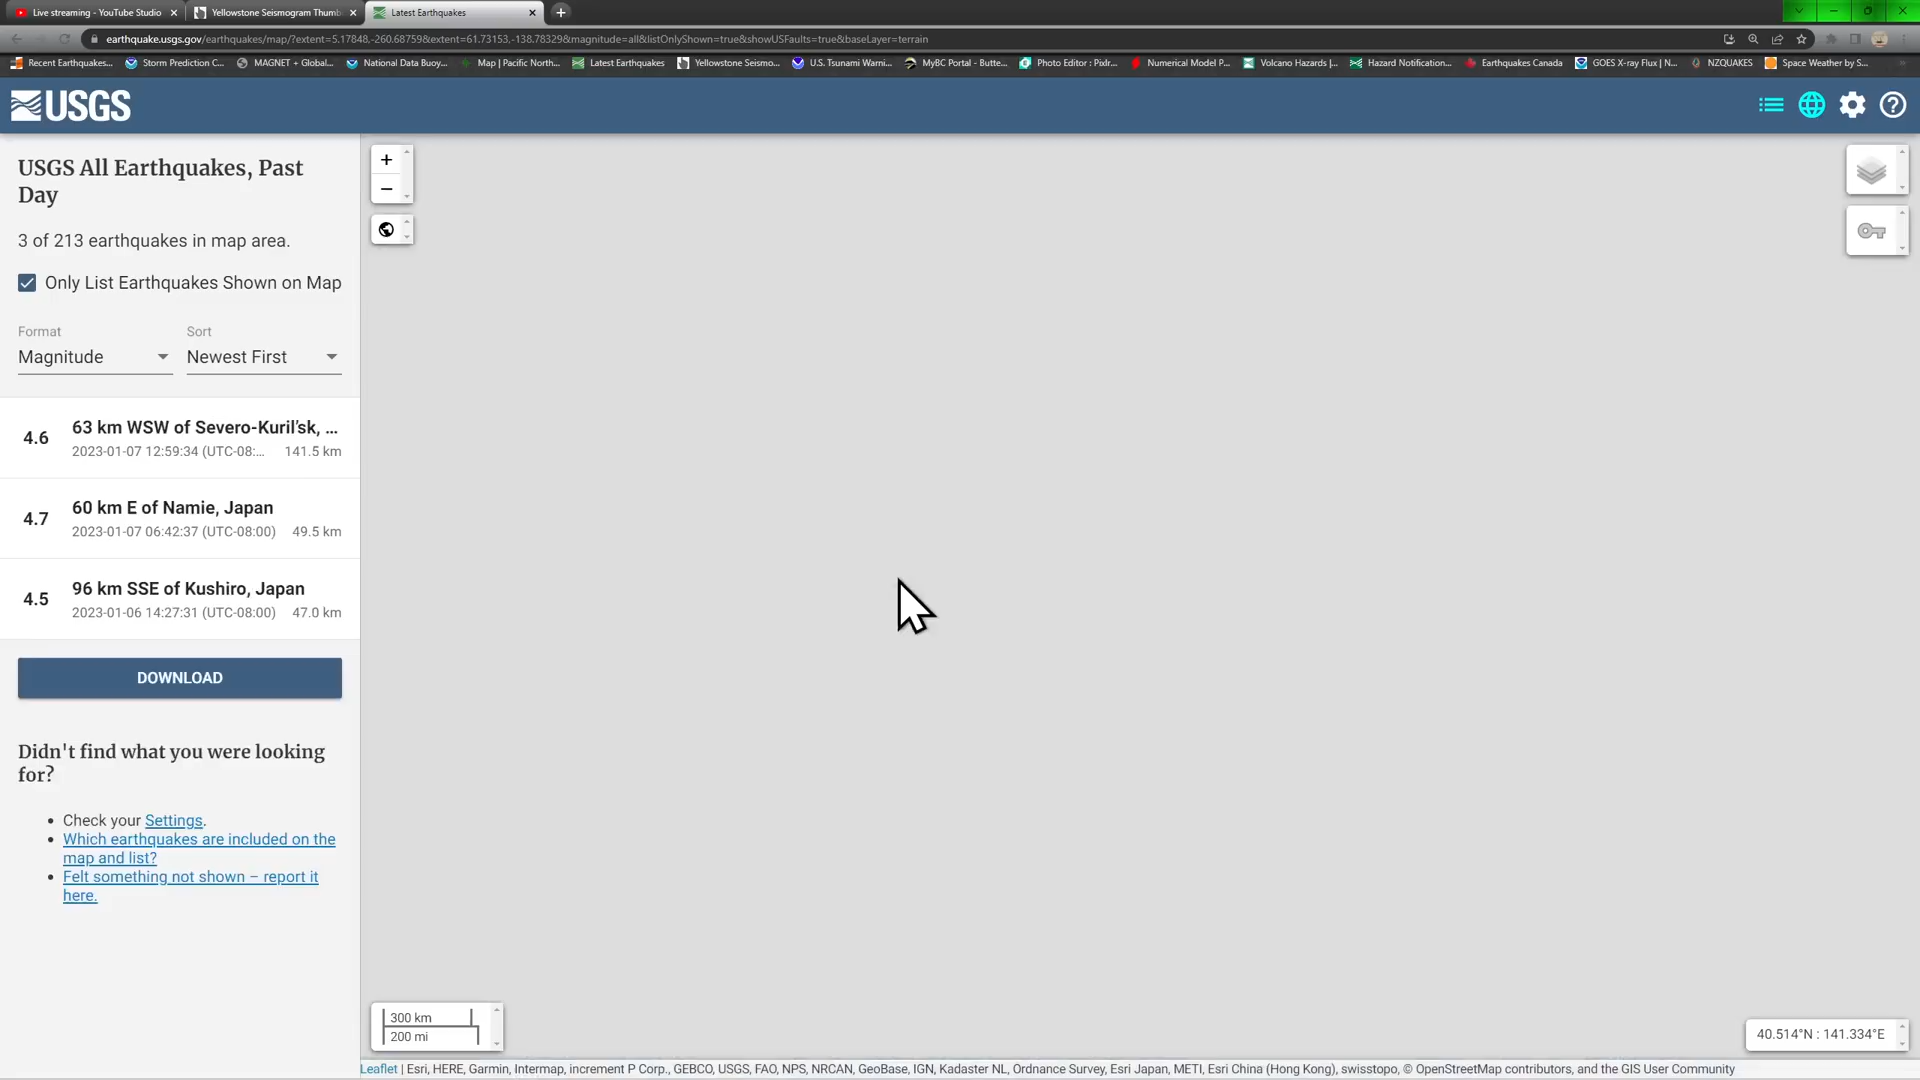 Live streaming - YouTube Studio
Yellowstone Seismogram Thumb
Latest Earthquakes
earthquake.usgs.gov/earthquakes/map/?extent=5.17848,-260.68759&extent=61.73153,-138.78329&magnitude=all&listOnlyShown=true&showUSFaults=true&baseLayer=terrain
Recent Earthquakes...
Storm Prediction C...
MAGNET + Global...
National Data Buoy...
Map | Pacific North...
Latest Earthquakes
Yellowstone Seismo...
U.S. Tsunami Warni...
MyBC Portal - Butte...
Photo Editor : Pixlr...
Numerical Model P...
Volcano Hazards |...
Hazard Notification...
Earthquakes Canada
GOES X-ray Flux | N...
NZQUAKES
Space Weather by S...
USGS
USGS All Earthquakes, Past
Day
3 of 213 earthquakes in map area.
Only List Earthquakes Shown on Map
Format
Sort
Magnitude
Newest First
4.6
63 km WSW of Severo-Kuril’sk, ...
2023-01-07 12:59:34 (UTC-08:... 141.5 km
4.7
60 km E of Namie, Japan
2023-01-07 06:42:37 (UTC-08:00) 49.5 km
4.5
96 km SSE of Kushiro, Japan
2023-01-06 14:27:31 (UTC-08:00) 47.0 km
DOWNLOAD
Didn't find what you were looking
for?
• Check your Settings.
• Which earthquakes are included on the
map and list?
• Felt something not shown – report it
here.
+
−
300 km
200 mi
40.514°N : 141.334°E
Leaflet | Esri, HERE, Garmin, Intermap, increment P Corp., GEBCO, USGS, FAO, NPS, NRCAN, GeoBase, IGN, Kadaster NL, Ordnance Survey, Esri Japan, METI, Esri China (Hong Kong), swisstopo, © OpenStreetMap contributors, and the GIS User Community